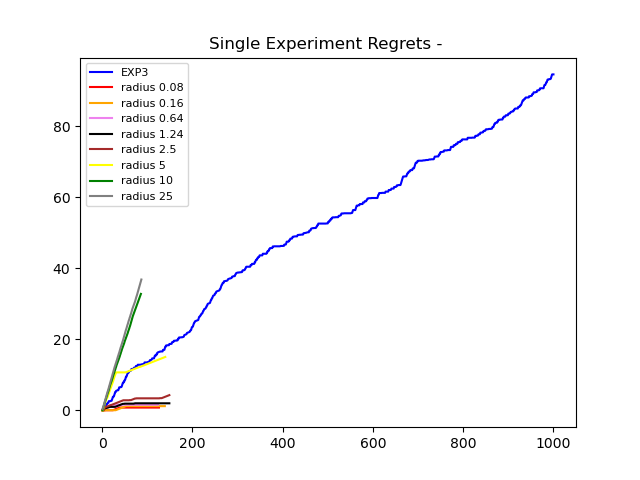 Single Experiment Regrets -
EXP3
radius 0.08
radius 0.16
radius 0.64
radius 1.24
radius 2.5
radius 5
radius 10
radius 25
80
60
40
20
0
0 200 400 600 800 1000